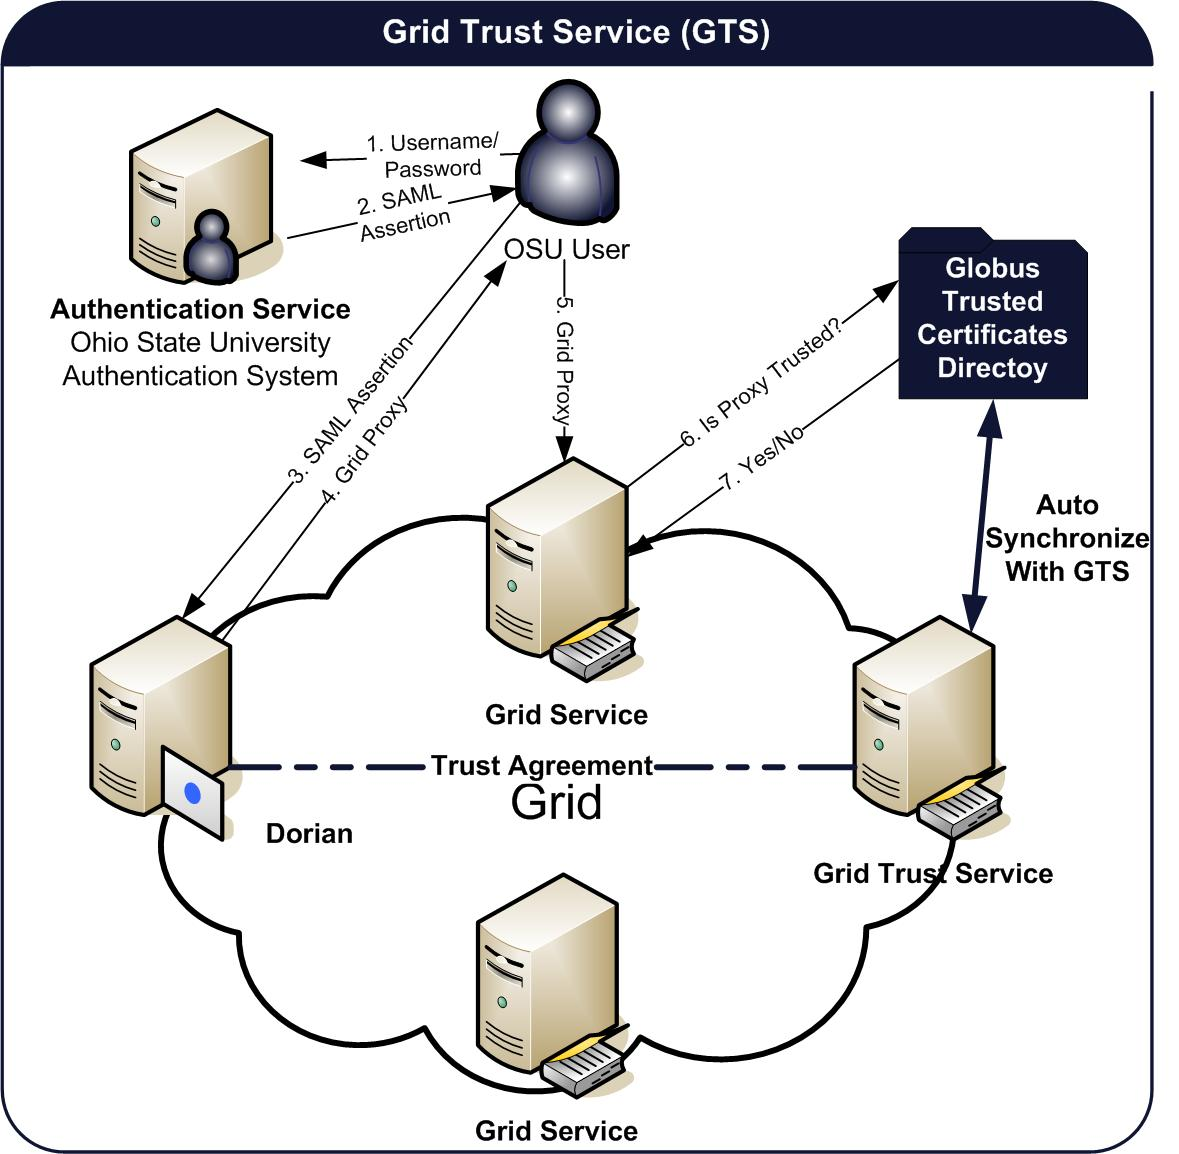 Grid Trust Service (GTS)
1. Username/
Password
2. SAML
Assertion
OSU User
Authentication Service
Ohio State University
Authentication System
3. SAML Assertion
4. Grid Proxy
5. Grid Proxy
6. Is Proxy Trusted?
7. Yes/No
Globus
Trusted
Certificates
Directoy
Auto
Synchronize
With GTS
Grid Service
Trust Agreement
Grid
Dorian
Grid Trust Service
Grid Service